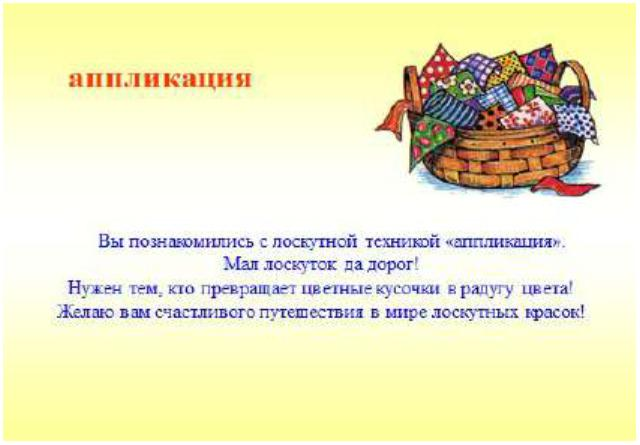 аппликация
Вы познакомились с лоскутной техникой «аппликация».
Мал лоскуток да дорог!
Нужен тем, кто превращает цветные кусочки в радугу цвета!
Желаю вам счастливого путешествия в мире лоскутных красок!